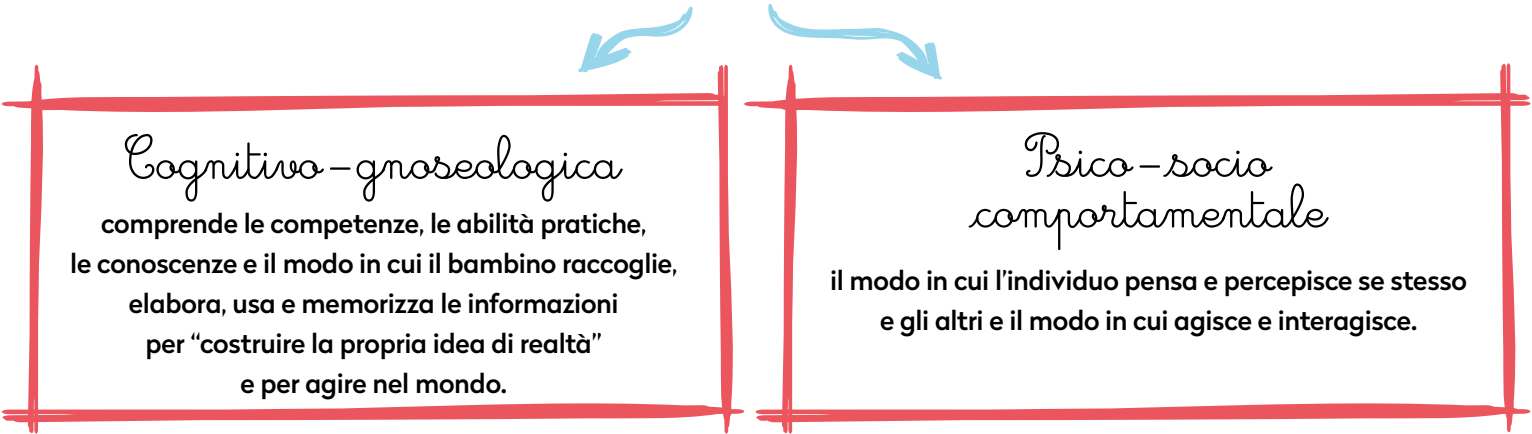 Cognitivo – gnoseologica
comprende le competenze, le abilità pratiche,
le conoscenze e il modo in cui il bambino raccoglie,
elabora, usa e memorizza le informazioni
per “costruire la propria idea di realtà”
e per agire nel mondo.
Psico – socio
comportamentale
il modo in cui l’individuo pensa e percepisce se stesso
e gli altri e il modo in cui agisce e interagisce.